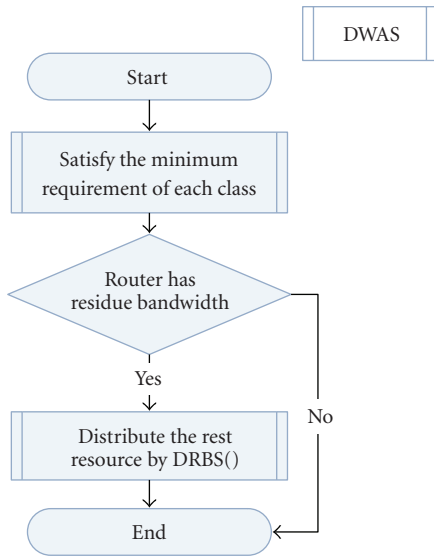 DWAS
Start
Satisfy the minimum
requirement of each class
Router has
residue bandwidth
Yes
No
Distribute the rest
resource by DRBS()
End